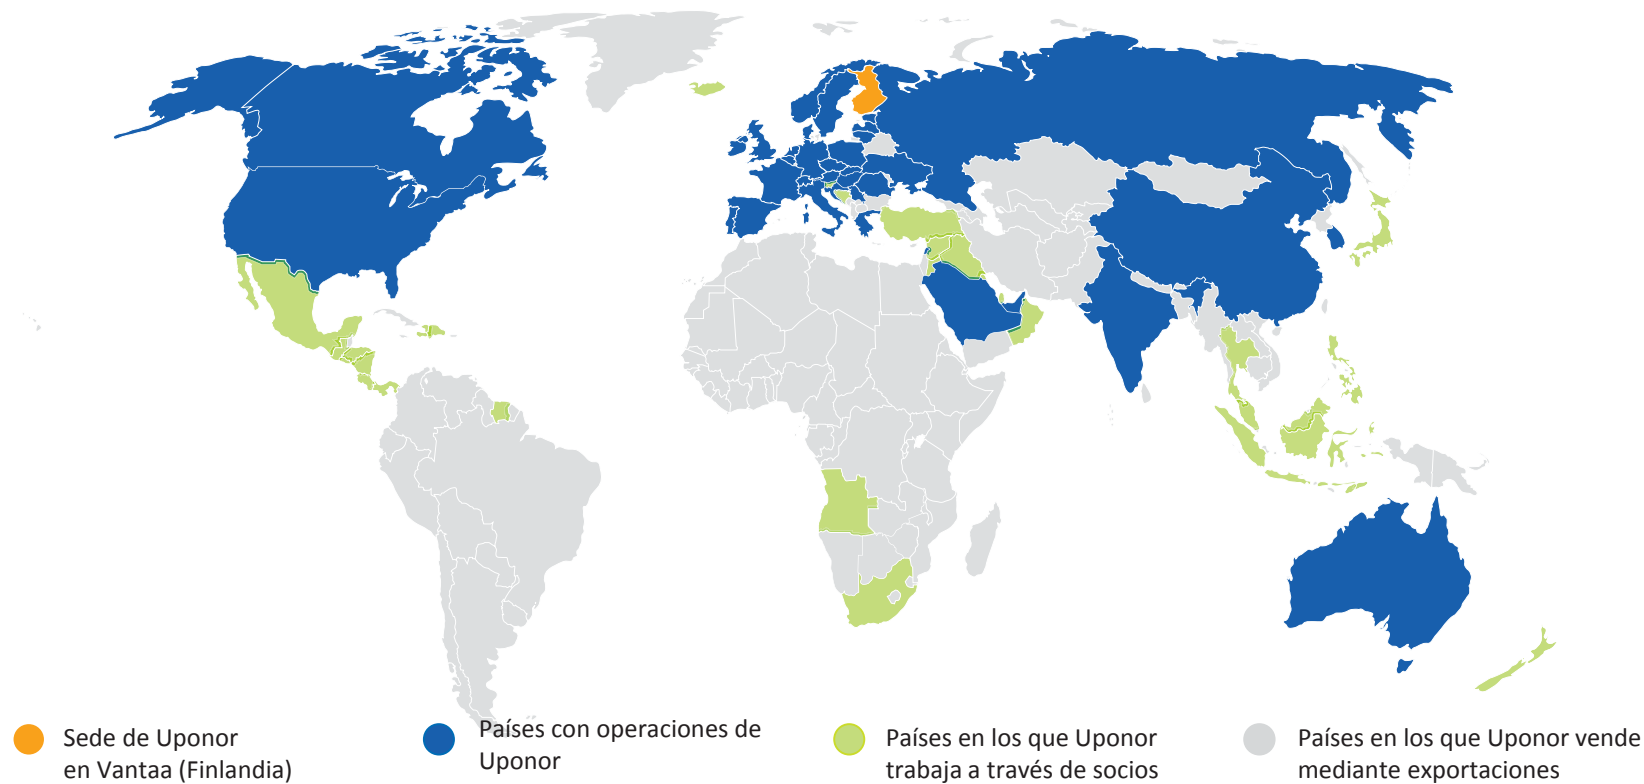 Sede de Uponor
en Vantaa (Finlandia)
Países con operaciones de
Uponor
Países en los que Uponor
trabaja a través de socios
Países en los que Uponor vende
mediante exportaciones